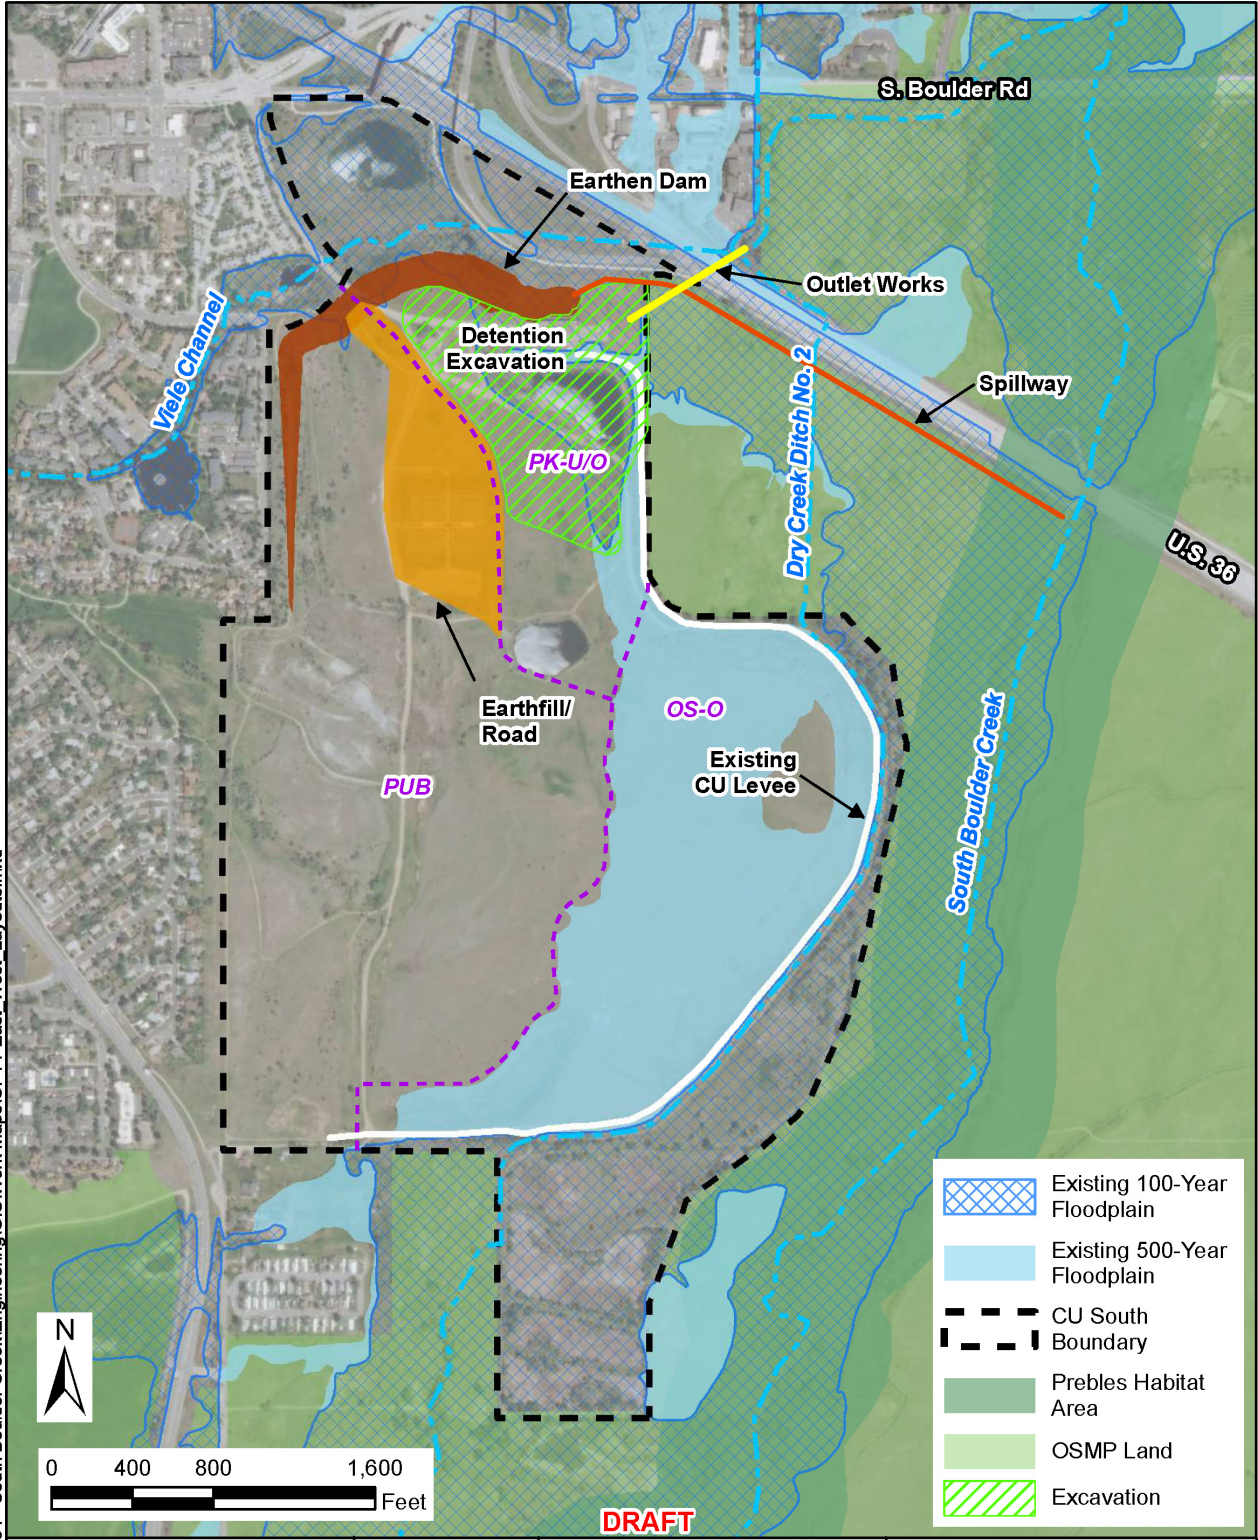 S. Boulder Rd
Earthen Dam
Outlet Works
Viele Channel
Detention
Excavation
Dry Creek Ditch No. 2
Spillway
PK-U/O
U.S. 36
Earthfill/
Road
OS-O
PUB
Existing
CU Levee
South Boulder Creek
Existing 100-Year
Floodplain
Existing 500-Year
Floodplain
CU South
Boundary
Prebles Habitat
Area
OSMP Land
Excavation
N
0 400 800 1,600
Feet
DRAFT